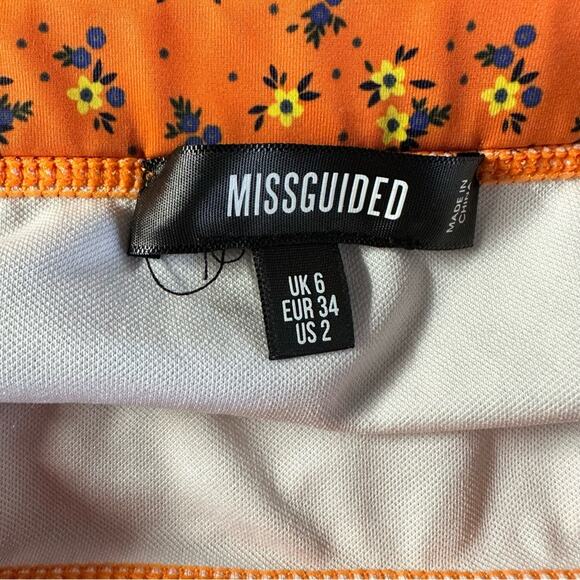 MISSGUIDED
MADE IN
CHINA
UK 6
EUR 34
US 2